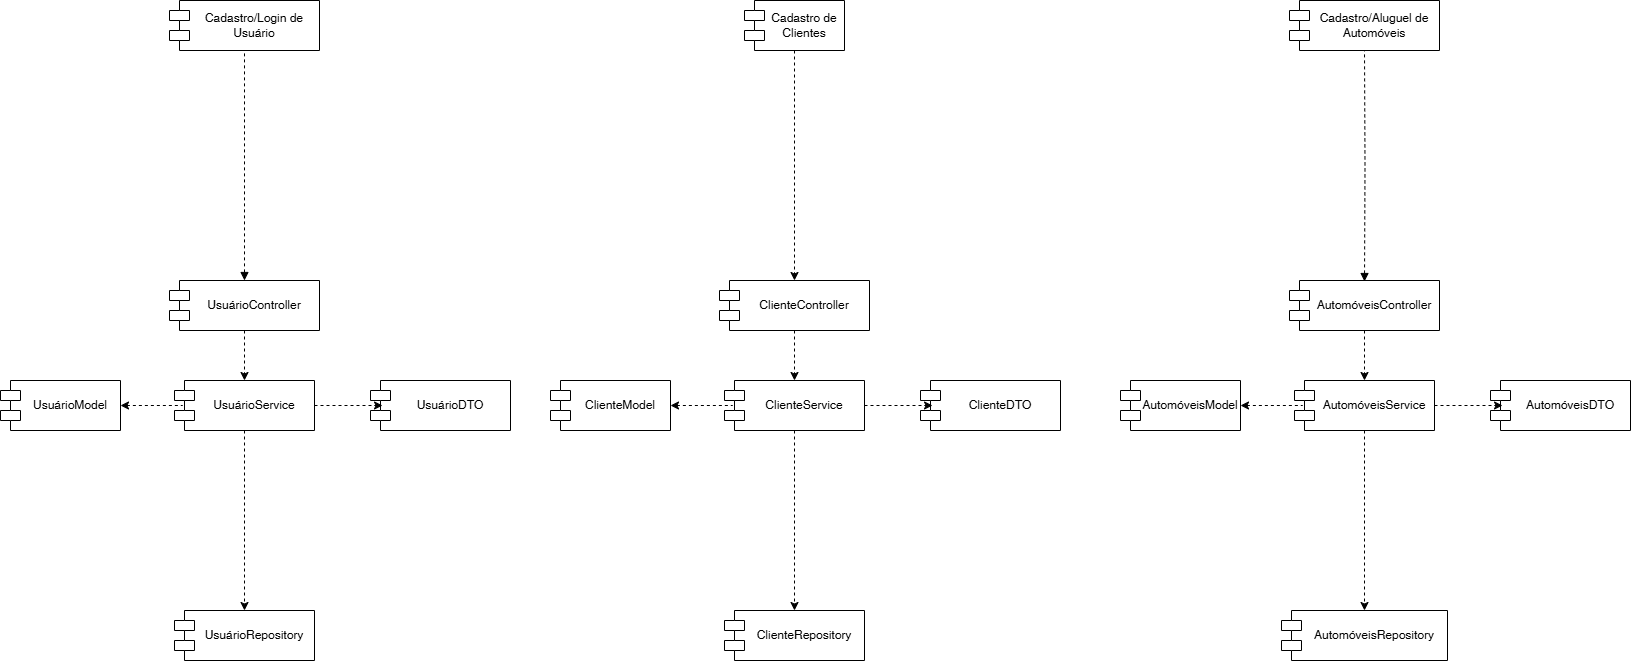 Cadastro/Login de
Usuário
Cadastro de
Clientes
Cadastro/Aluguel de
Automóveis
UsuárioController
ClienteController
AutomóveisController
UsuárioModel
UsuárioService
UsuárioDTO
ClienteModel
ClienteService
ClienteDTO
AutomóveisModel
AutomóveisService
AutomóveisDTO
UsuárioRepository
ClienteRepository
AutomóveisRepository